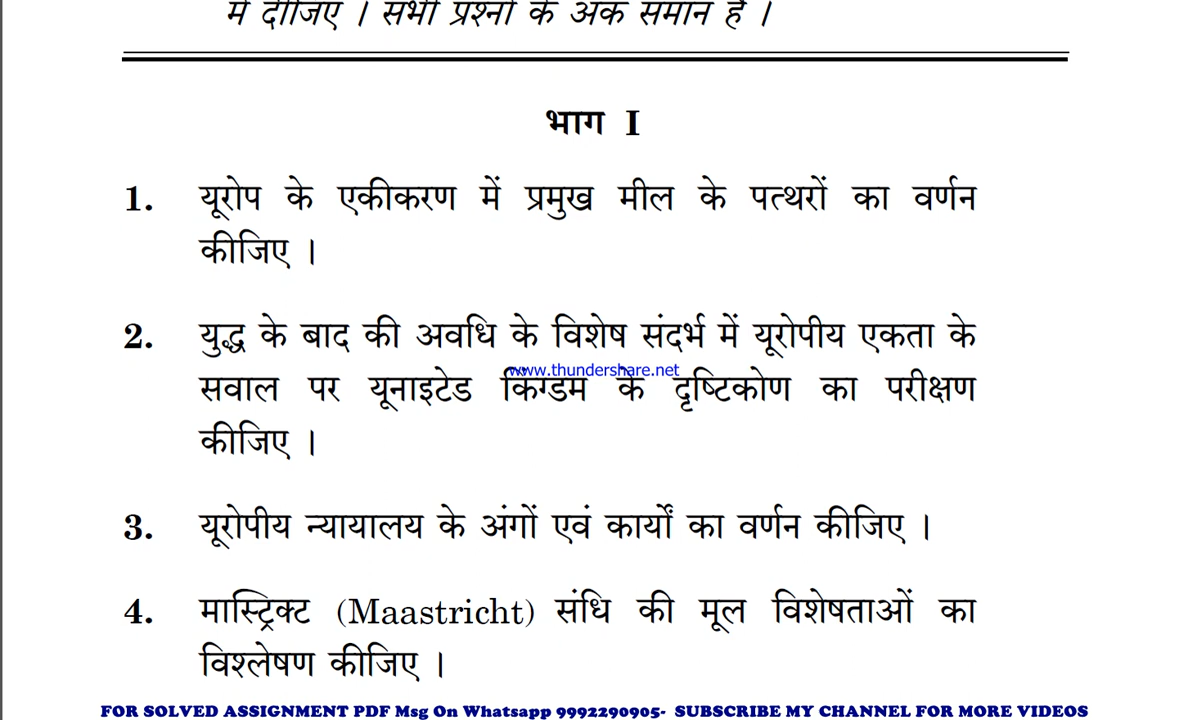 में दीजिए । सभी प्रश्नों के अंक समान हैं ।
भाग I
1. यूरोप के एकीकरण में प्रमुख मील के पत्थरों का वर्णन
कीजिए ।
2. युद्ध के बाद की अवधि के विशेष संदर्भ में यूरोपीय एकता के
www.thundershare.net
सवाल पर यूनाइटेड किंग्डम के दृष्टिकोण का परीक्षण
कीजिए ।
3. यूरोपीय न्यायालय के अंगों एवं कार्यों का वर्णन कीजिए ।
4. मास्ट्रिक्ट (Maastricht) संधि की मूल विशेषताओं का
विश्लेषण कीजिए ।
FOR SOLVED ASSIGNMENT PDF Msg On Whatsapp 9992290905- SUBSCRIBE MY CHANNEL FOR MORE VIDEOS